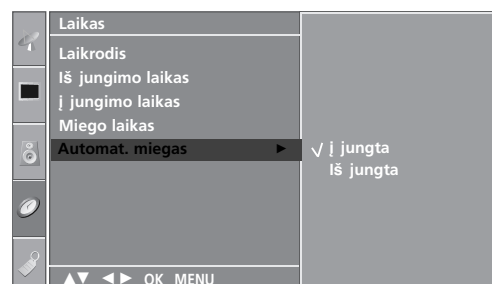 Laikas
Laikrodis
Iš jungimo laikas
į jungimo laikas
Miego laikas
Automat. miegas ►
√ į jungta
Iš jungta
▲▼ ◄► OK MENU